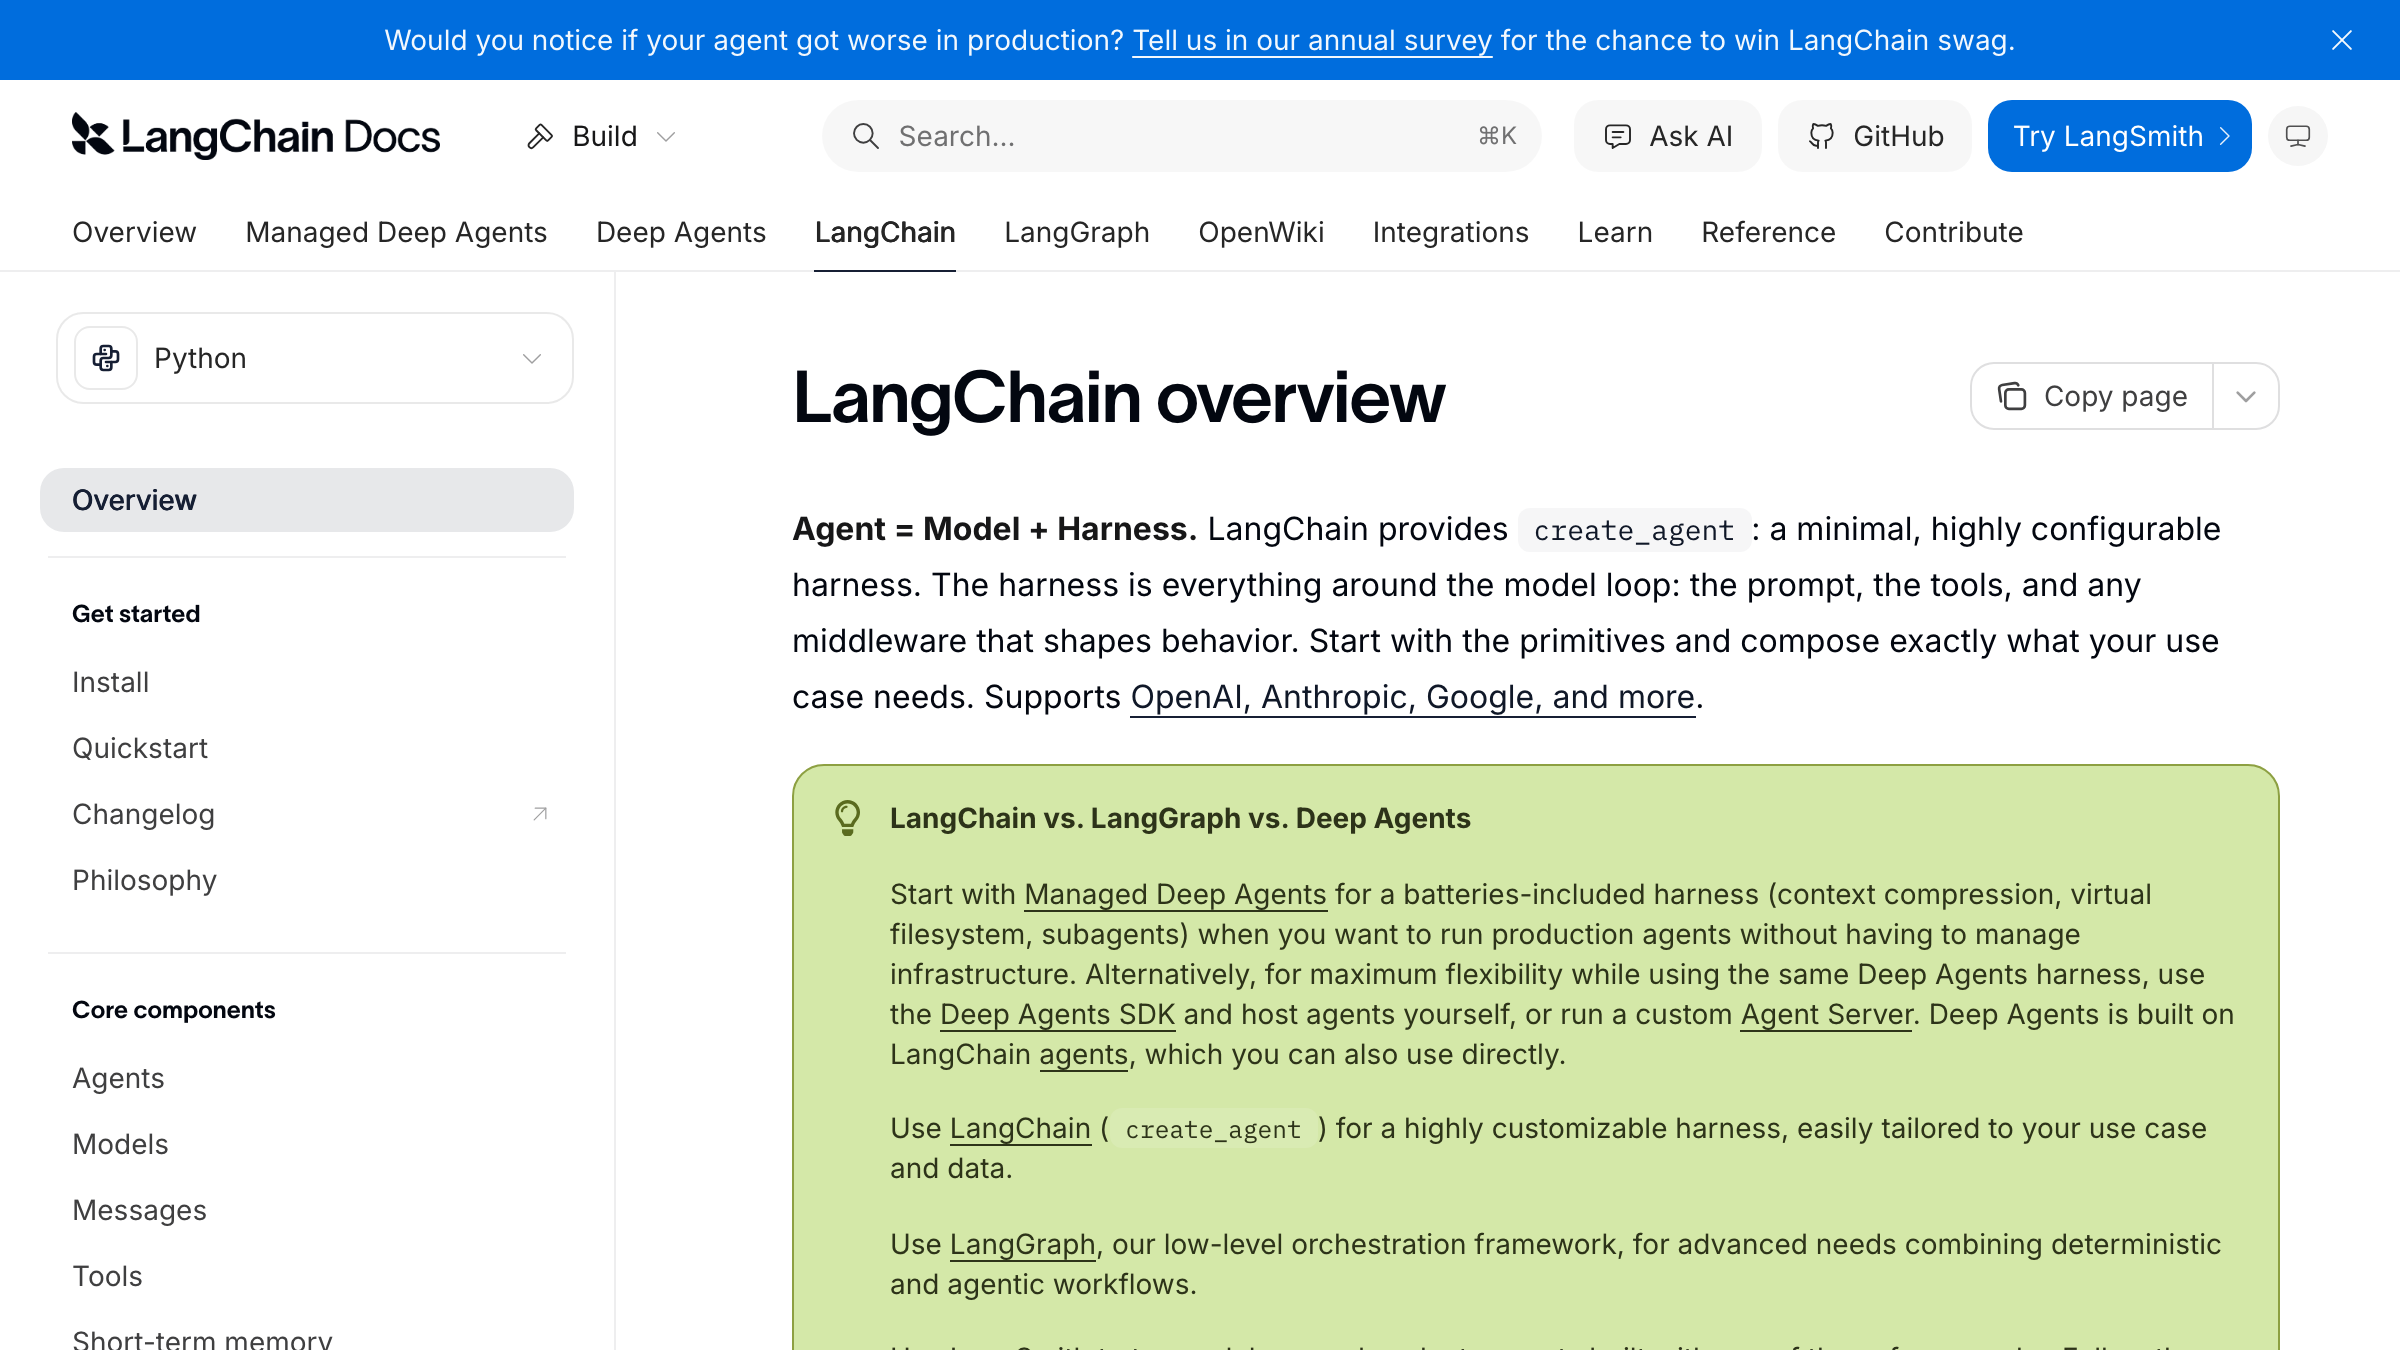 Would you notice if your agent got worse in production? Tell us in our annual survey for the chance to win LangChain swag.
LangChain Docs
Build
Search...
⌘K
Ask AI
GitHub
Try LangSmith
Overview
Managed Deep Agents
Deep Agents
LangChain
LangGraph
OpenWiki
Integrations
Learn
Reference
Contribute
Python
Overview
Get started
Install
Quickstart
Changelog
Philosophy
Core components
Agents
Models
Messages
Tools
Short-term memory
LangChain overview
Copy page
Agent = Model + Harness. LangChain provides create_agent: a minimal, highly configurable
harness. The harness is everything around the model loop: the prompt, the tools, and any
middleware that shapes behavior. Start with the primitives and compose exactly what your use
case needs. Supports OpenAI, Anthropic, Google, and more.
LangChain vs. LangGraph vs. Deep Agents
Start with Managed Deep Agents for a batteries-included harness (context compression, virtual
filesystem, subagents) when you want to run production agents without having to manage
infrastructure. Alternatively, for maximum flexibility while using the same Deep Agents harness, use
the Deep Agents SDK and host agents yourself, or run a custom Agent Server. Deep Agents is built on
LangChain agents, which you can also use directly.
Use LangChain ( create_agent ) for a highly customizable harness, easily tailored to your use case
and data.
Use LangGraph, our low-level orchestration framework, for advanced needs combining deterministic
and agentic workflows.